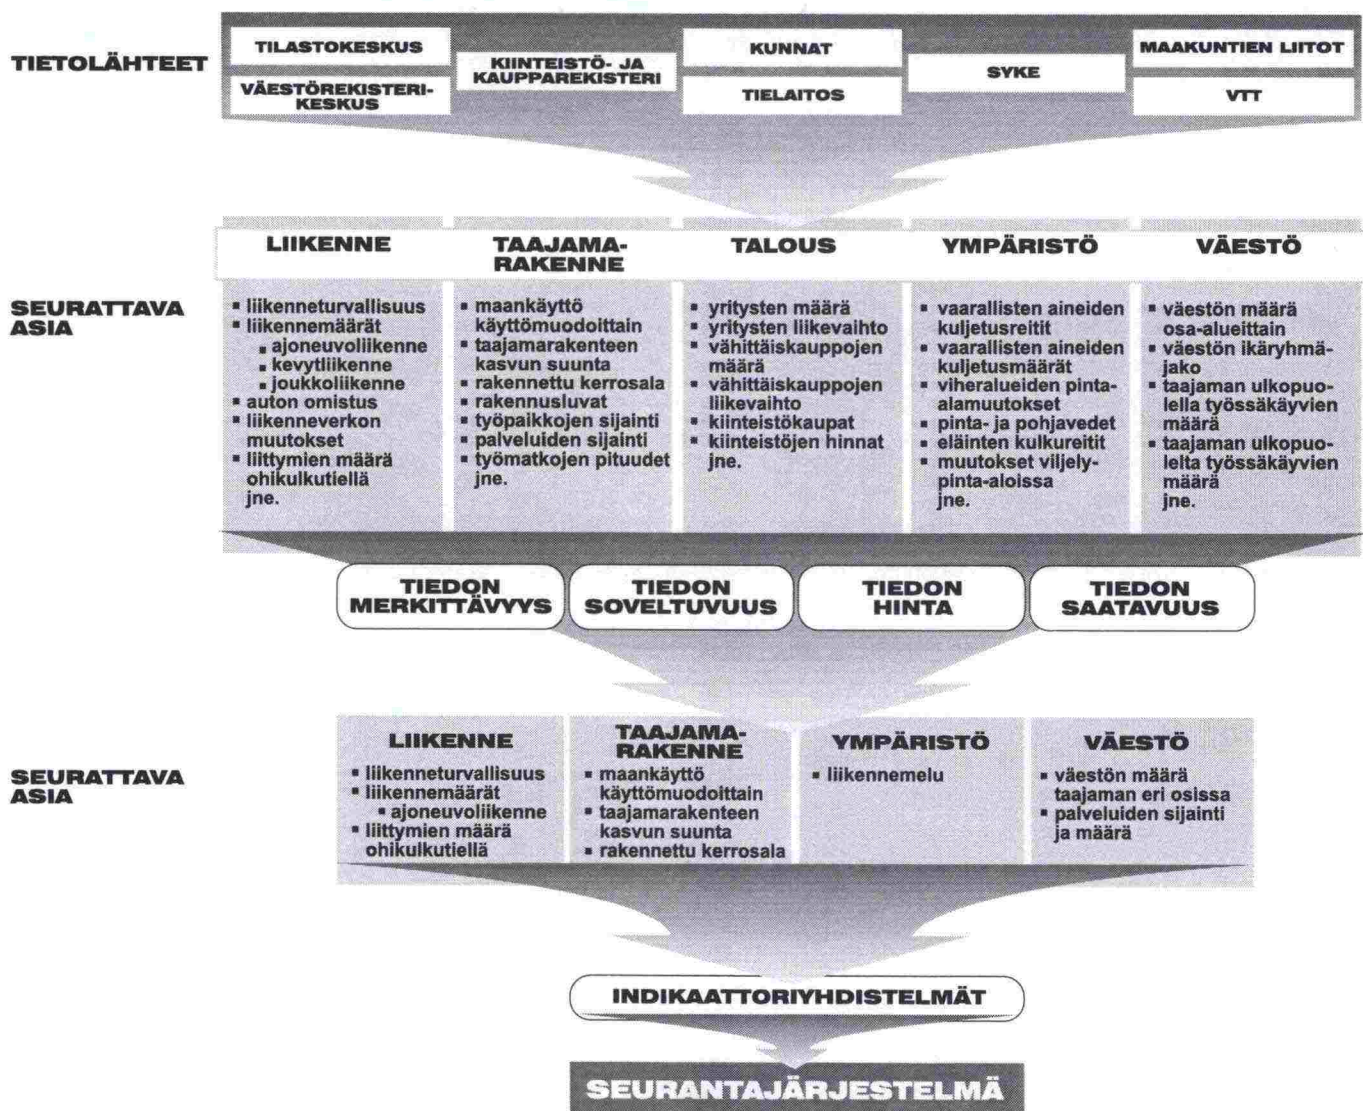 TIETOLÄHTEET
TILASTOKESKUS
VÄESTÖREKISTERI-
KESKUS
KIINTEISTÖ- JA
KAUPPAREKISTERI
KUNNAT
TIELAITOS
SYKE
MAAKUNTIEN LIITOT
VTT
SEURATTAVA
ASIA
LIIKENNE
▪ liikenneturvallisuus
▪ liikennemäärät
▪ ajoneuvoliikenne
▪ kevytliikenne
▪ joukkoliikenne
▪ auton omistus
▪ liikenneverkon
muutokset
▪ liittymien määrä
ohikulkutiellä
jne.
TAAJAMA-
RAKENNE
▪ maankäyttö
käyttömuodoittain
▪ taajamarakenteen
kasvun suunta
▪ rakennettu kerrosala
▪ rakennusluvat
▪ työpaikkojen sijainti
▪ palveluiden sijainti
▪ työmatkojen pituudet
jne.
TALOUS
▪ yritysten määrä
▪ yritysten liikevaihto
▪ vähittäiskauppojen
määrä
▪ vähittäiskauppojen
liikevaihto
▪ kiinteistökaupat
▪ kiinteistöjen hinnat
jne.
YMPÄRISTÖ
▪ vaarallisten aineiden
kuljetusreitit
▪ vaarallisten aineiden
kuljetusmäärät
▪ viheralueiden pinta-
alamuutokset
▪ pinta- ja pohjavedet
▪ eläinten kulkureitit
▪ muutokset viljely-
pinta-aloissa
jne.
VÄESTÖ
▪ väestön määrä
osa-alueittain
▪ väestön ikäryhmä-
jako
▪ taajaman ulkopuo-
lella työssäkäyvien
määrä
▪ taajaman ulkopuo-
lelta työssäkäyvien
määrä
jne.
TIEDON
MERKITTÄVYYS
TIEDON
SOVELTUVUUS
TIEDON
HINTA
TIEDON
SAATAVUUS
SEURATTAVA
ASIA
LIIKENNE
▪ liikenneturvallisuus
▪ liikennemäärät
▪ ajoneuvoliikenne
▪ liittymien määrä
ohikulkutiellä
TAAJAMA-
RAKENNE
▪ maankäyttö
käyttömuodoittain
▪ taajamarakenteen
kasvun suunta
▪ rakennettu kerrosala
YMPÄRISTÖ
▪ liikennemelu
VÄESTÖ
▪ väestön määrä
taajaman eri osissa
▪ palveluiden sijainti
ja määrä
INDIKAATTORIYHDISTELMÄT
SEURANTAJÄRJESTELMÄ